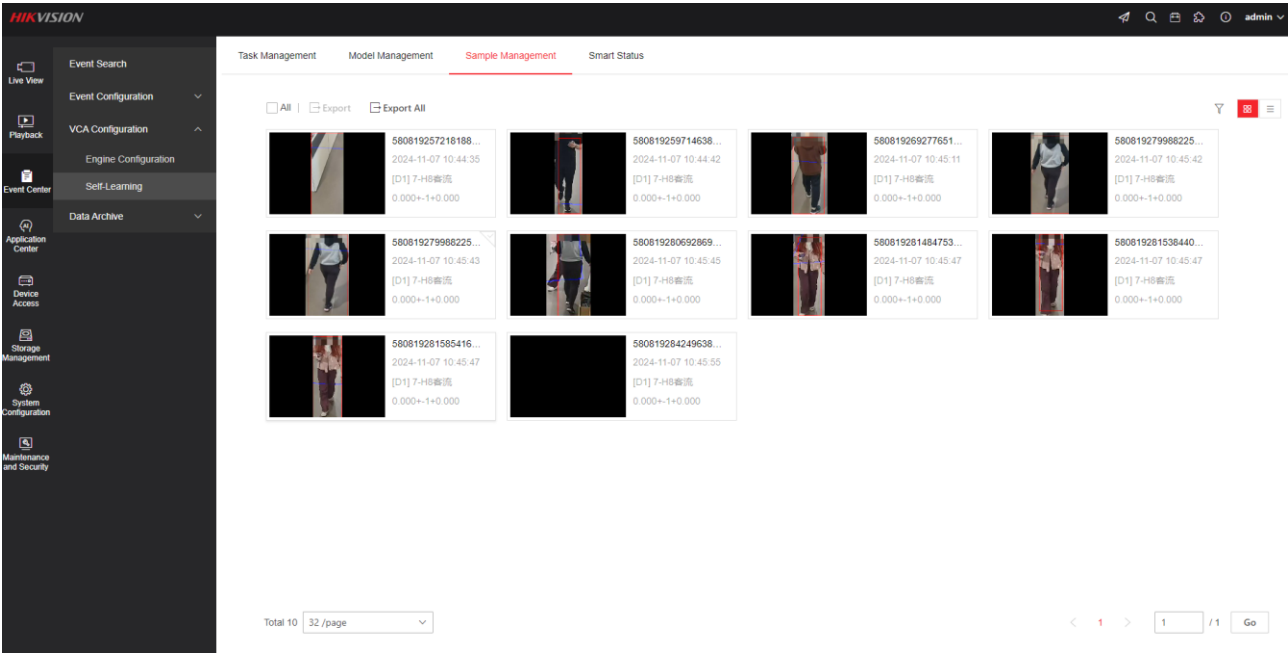 HIKVISION
admin
Live View
Playback
Event Center
Application
Center
Device
Access
Storage
Management
System
Configuration
Maintenance
and Security
Event Search
Event Configuration
VCA Configuration
Engine Configuration
Self-Learning
Data Archive
Task Management Model Management Sample Management Smart Status
All Export Export All
580819257218188...
2024-11-07 10:44:35
[D1] 7-H8客流
0.000+-1+0.000
580819259714638...
2024-11-07 10:44:42
[D1] 7-H8客流
0.000+-1+0.000
580819269277651...
2024-11-07 10:45:11
[D1] 7-H8客流
0.000+-1+0.000
580819279988225...
2024-11-07 10:45:42
[D1] 7-H8客流
0.000+-1+0.000
580819279988225...
2024-11-07 10:45:43
[D1] 7-H8客流
0.000+-1+0.000
580819280692869...
2024-11-07 10:45:45
[D1] 7-H8客流
0.000+-1+0.000
580819281484753...
2024-11-07 10:45:47
[D1] 7-H8客流
0.000+-1+0.000
580819281538440...
2024-11-07 10:45:47
[D1] 7-H8客流
0.000+-1+0.000
580819281585416...
2024-11-07 10:45:47
[D1] 7-H8客流
0.000+-1+0.000
580819284249638...
2024-11-07 10:45:55
[D1] 7-H8客流
0.000+-1+0.000
Total 10 32 /page
1 1 / 1 Go